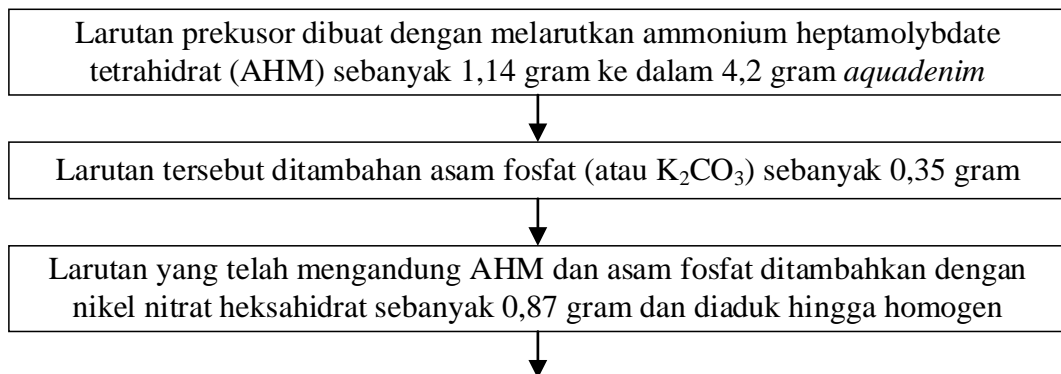 Larutan prekusor dibuat dengan melarutkan ammonium heptamolybdate
tetrahidrat (AHM) sebanyak 1,14 gram ke dalam 4,2 gram aquadenim
Larutan tersebut ditambahan asam fosfat (atau K₂CO₃) sebanyak 0,35 gram
Larutan yang telah mengandung AHM dan asam fosfat ditambahkan dengan
nikel nitrat heksahidrat sebanyak 0,87 gram dan diaduk hingga homogen